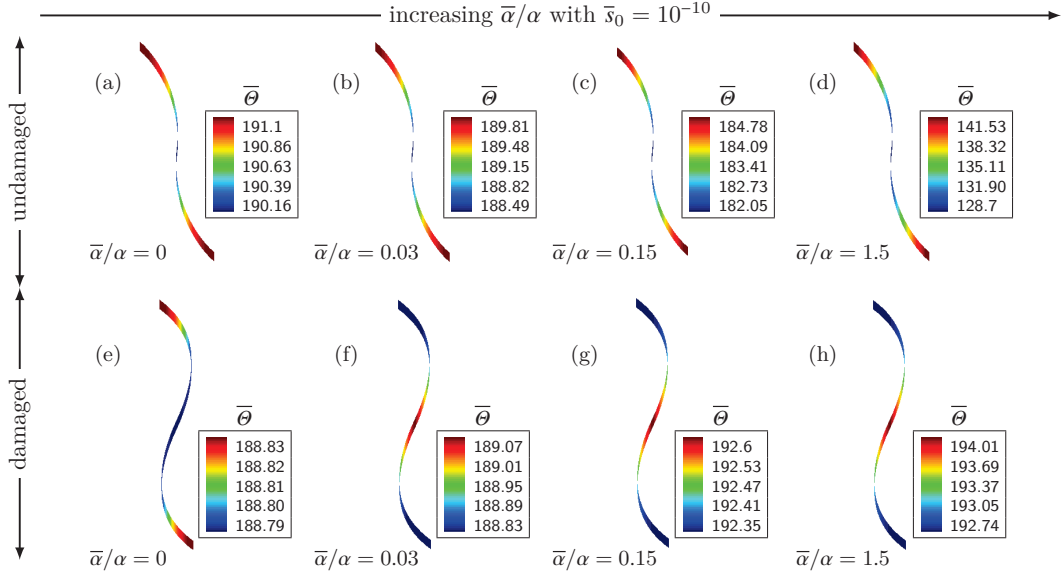 increasing α̅/α with s̅₀ = 10⁻¹⁰
undamaged
(a)
Θ̅
191.1
190.86
190.63
190.39
190.16
α̅/α = 0
(b)
Θ̅
189.81
189.48
189.15
188.82
188.49
α̅/α = 0.03
(c)
Θ̅
184.78
184.09
183.41
182.73
182.05
α̅/α = 0.15
(d)
Θ̅
141.53
138.32
135.11
131.90
128.7
α̅/α = 1.5
damaged
(e)
Θ̅
188.83
188.82
188.81
188.80
188.79
α̅/α = 0
(f)
Θ̅
189.07
189.01
188.95
188.89
188.83
α̅/α = 0.03
(g)
Θ̅
192.6
192.53
192.47
192.41
192.35
α̅/α = 0.15
(h)
Θ̅
194.01
193.69
193.37
193.05
192.74
α̅/α = 1.5